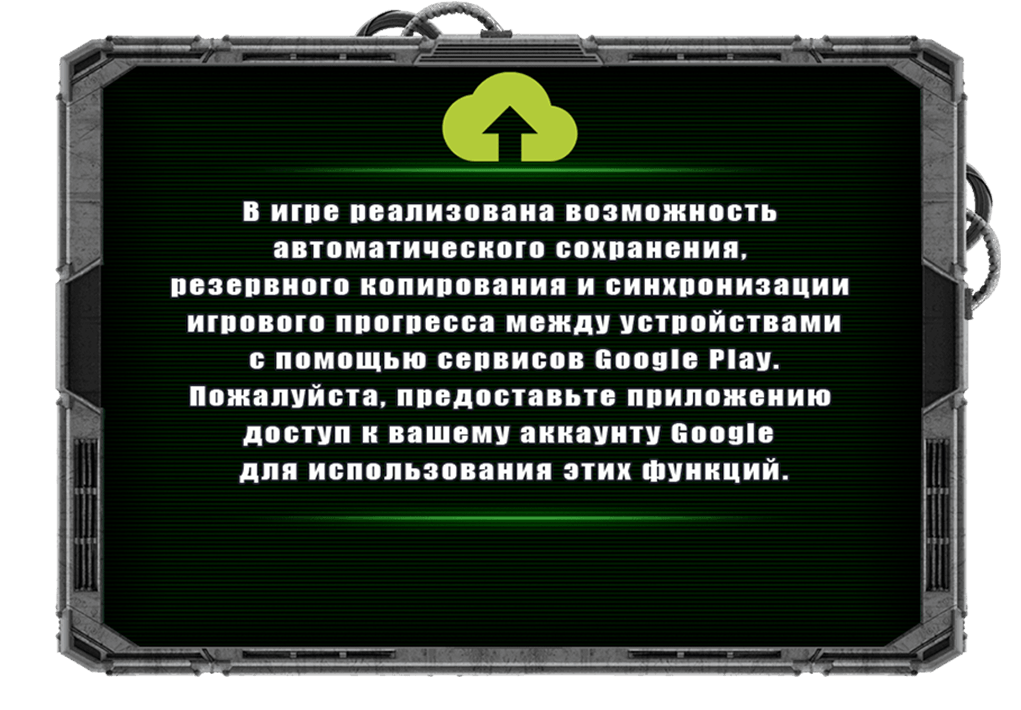 В игре реализована возможность
автоматического сохранения,
резервного копирования и синхронизации
игрового прогресса между устройствами
с помощью сервисов Google Play.
Пожалуйста, предоставьте приложению
доступ к вашему аккаунту Google
для использования этих функций.